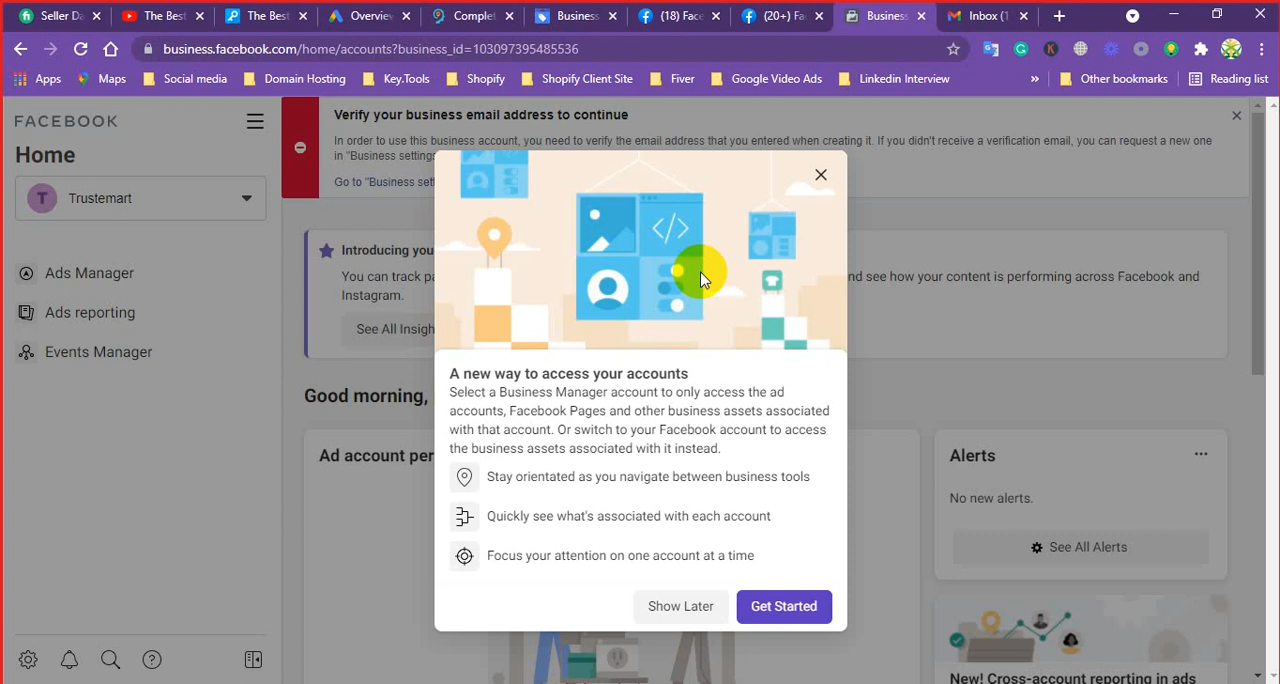 Seller Da
The Best
The Best
Overview
Comple
Business
(18) Face
(20+) Fa
Business
Inbox (1
business.facebook.com/home/accounts?business_id=103097395485536
Apps
Maps
Social media
Domain Hosting
Key.Tools
Shopify
Shopify Client Site
Fiver
Google Video Ads
Linkedin Interview
»
Other bookmarks
Reading list
FACEBOOK
Home
T
Trustemart
Ads Manager
Ads reporting
Events Manager
Verify your business email address to continue
In order to use this business account, you need to verify the email address that you entered when creating it. If you didn't receive a verification email, you can request a new one
in "Business settings
Go to "Business set
Introducing you
You can track pa
and see how your content is performing across Facebook and
Instagram.
See All Insigh
Good morning,
Ad account per
A new way to access your accounts
Select a Business Manager account to only access the ad
accounts, Facebook Pages and other business assets associated
with that account. Or switch to your Facebook account to access
the business assets associated with it instead.
Stay orientated as you navigate between business tools
Quickly see what's associated with each account
Focus your attention on one account at a time
Show Later
Get Started
Alerts
No new alerts.
See All Alerts
New! Cross-account reporting in ads